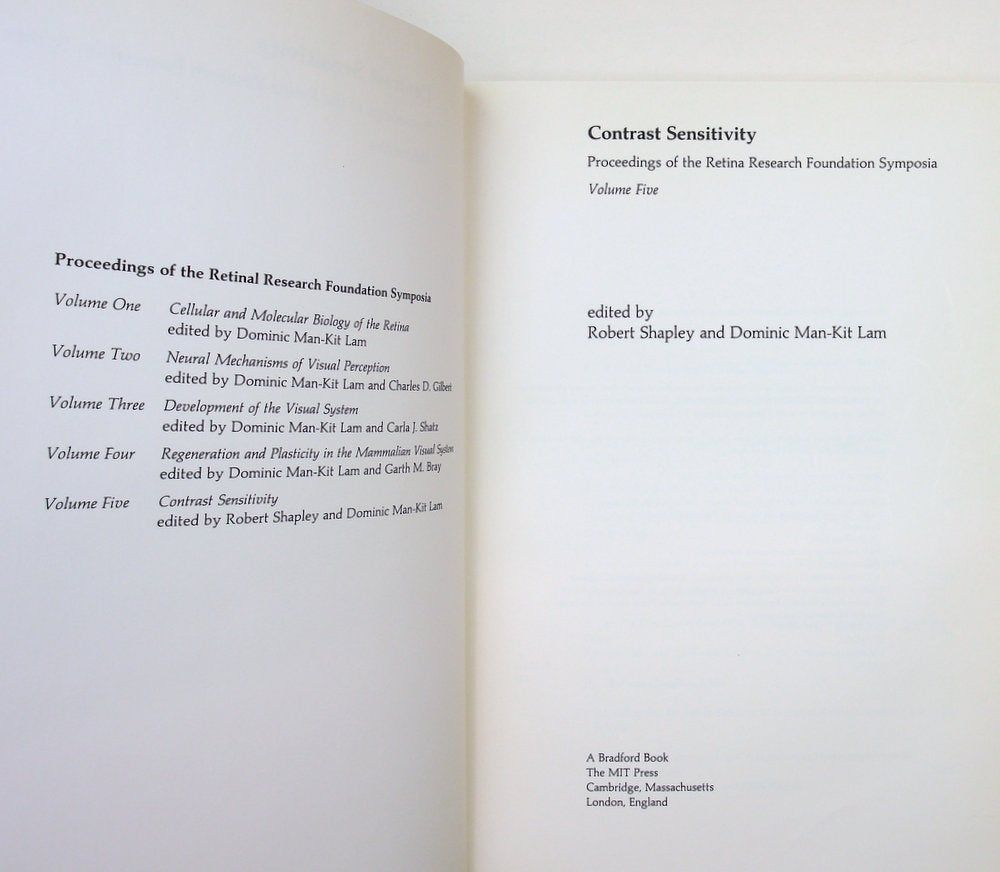 Proceedings of the Retinal Research Foundation Symposia
Volume One Cellular and Molecular Biology of the Retina
edited by Dominic Man-Kit Lam
Volume Two Neural Mechanisms of Visual Perception
edited by Dominic Man-Kit Lam and Charles D. Gilbert
Volume Three Development of the Visual System
edited by Dominic Man-Kit Lam and Carla J. Shatz
Volume Four Regeneration and Plasticity in the Mammalian Visual System
edited by Dominic Man-Kit Lam and Garth M. Bray
Volume Five Contrast Sensitivity
edited by Robert Shapley and Dominic Man-Kit Lam
Contrast Sensitivity
Proceedings of the Retina Research Foundation Symposia
Volume Five
edited by
Robert Shapley and Dominic Man-Kit Lam
A Bradford Book
The MIT Press
Cambridge, Massachusetts
London, England